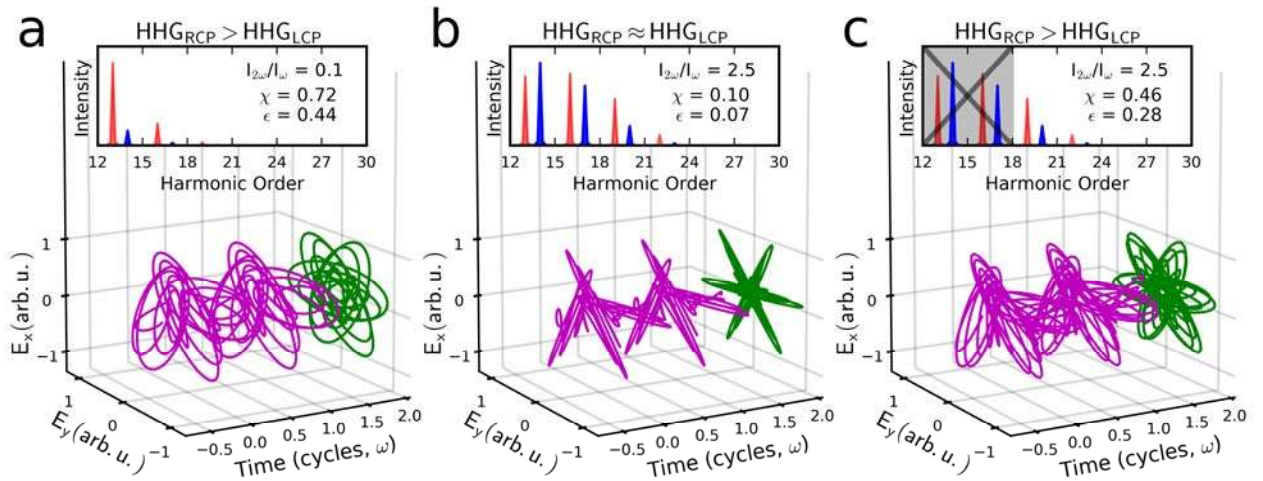 a
HHG_RCP > HHG_LCP
Intensity
I_2ω/I_ω = 0.1
χ = 0.72
ϵ = 0.44
12 15 18 21 24 27 30
Harmonic Order
E_x(arb. u.)
1
0
−1
E_y(arb. u.)
1
0
−1
−0.5 0.0 0.5 1.0 1.5 2.0
Time (cycles, ω)
b
HHG_RCP ≈ HHG_LCP
Intensity
I_2ω/I_ω = 2.5
χ = 0.10
ϵ = 0.07
12 15 18 21 24 27 30
Harmonic Order
E_x(arb. u.)
1
0
−1
E_y(arb. u.)
1
0
−1
−0.5 0.0 0.5 1.0 1.5 2.0
Time (cycles, ω)
c
HHG_RCP > HHG_LCP
Intensity
I_2ω/I_ω = 2.5
χ = 0.46
ϵ = 0.28
12 15 18 21 24 27 30
Harmonic Order
E_x(arb. u.)
1
0
−1
E_y(arb. u.)
1
0
−1
−0.5 0.0 0.5 1.0 1.5 2.0
Time (cycles, ω)